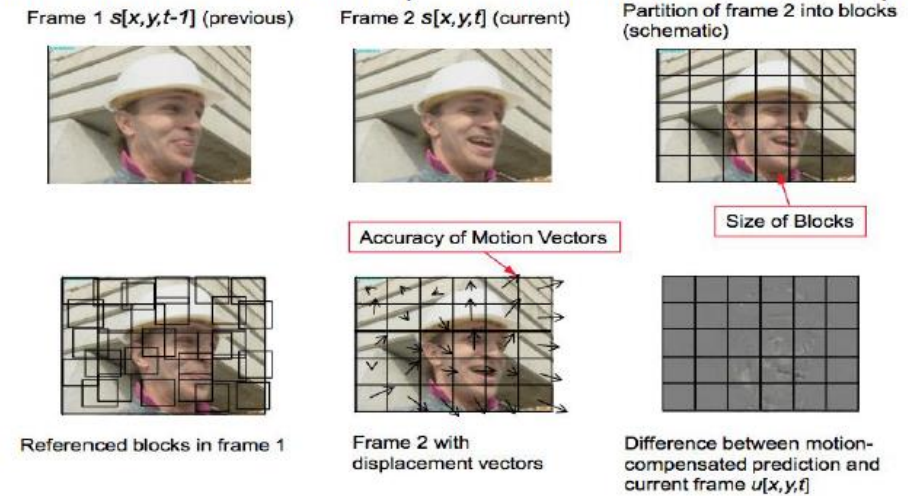 Frame 1 s[x,y,t-1] (previous)
Frame 2 s[x,y,t] (current)
Partition of frame 2 into blocks
(schematic)
Size of Blocks
Accuracy of Motion Vectors
Referenced blocks in frame 1
Frame 2 with
displacement vectors
Difference between motion-
compensated prediction and
current frame u[x,y,t]